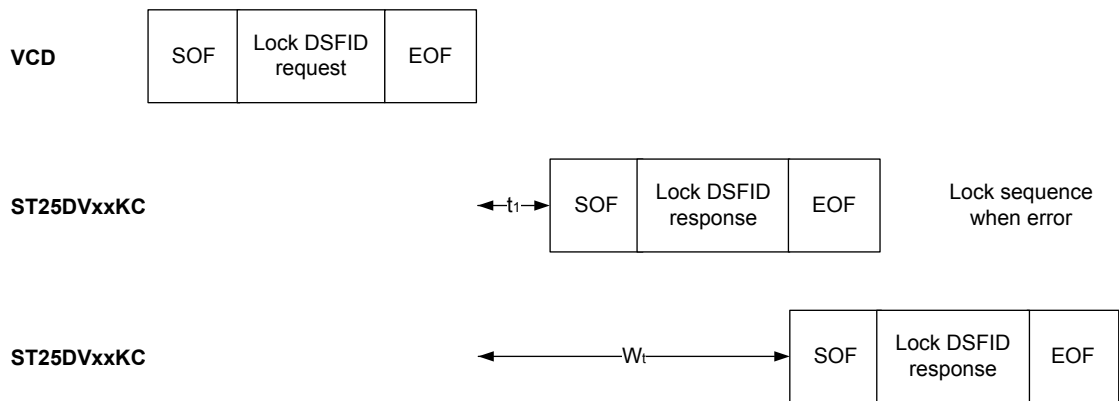 VCD
SOF
Lock DSFID
request
EOF
ST25DVxxKC
t1
SOF
Lock DSFID
response
EOF
Lock sequence
when error
ST25DVxxKC
Wt
SOF
Lock DSFID
response
EOF